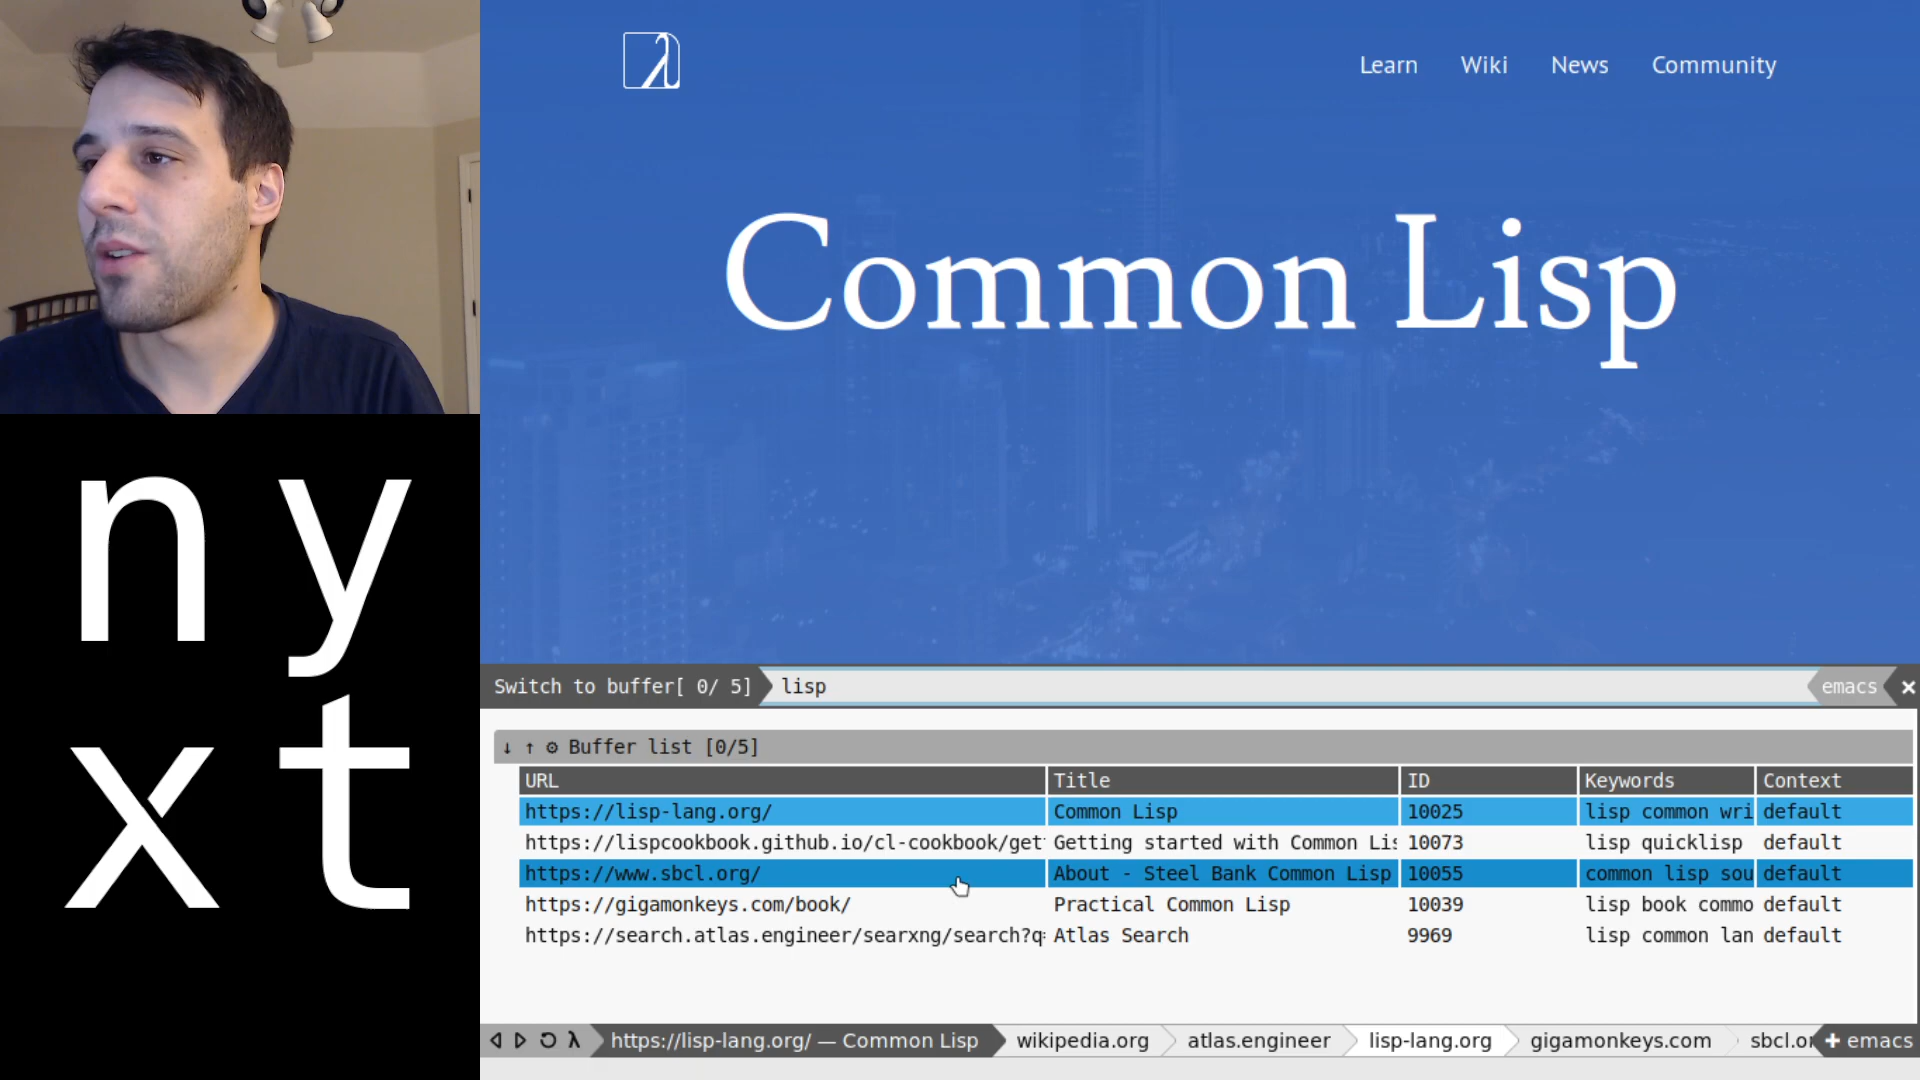 Learn Wiki News Community
Common Lisp
n y
x t
Switch to buffer[ 0/ 5] lisp emacs ×
↓ ↑ ⚙ Buffer list [0/5]
URL Title ID Keywords Context
https://lisp-lang.org/ Common Lisp 10025 lisp common wri default
https://lispcookbook.github.io/cl-cookbook/get Getting started with Common Lis 10073 lisp quicklisp default
https://www.sbcl.org/ About - Steel Bank Common Lisp 10055 common lisp sou default
https://gigamonkeys.com/book/ Practical Common Lisp 10039 lisp book commo default
https://search.atlas.engineer/searxng/search?q Atlas Search 9969 lisp common lan default
λ https://lisp-lang.org/ — Common Lisp wikipedia.org atlas.engineer lisp-lang.org gigamonkeys.com sbcl.or ✚ emacs